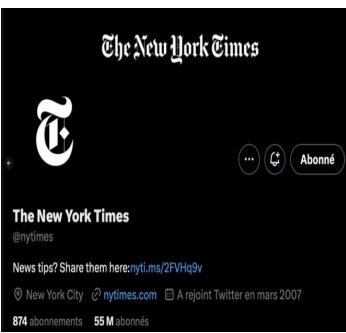 The New York Times
T
Abonné
The New York Times
@nytimes
News tips? Share them here:nyti.ms/2FVHq9v
New York City nytimes.com A rejoint Twitter en mars 2007
874 abonnements 55 M abonnés